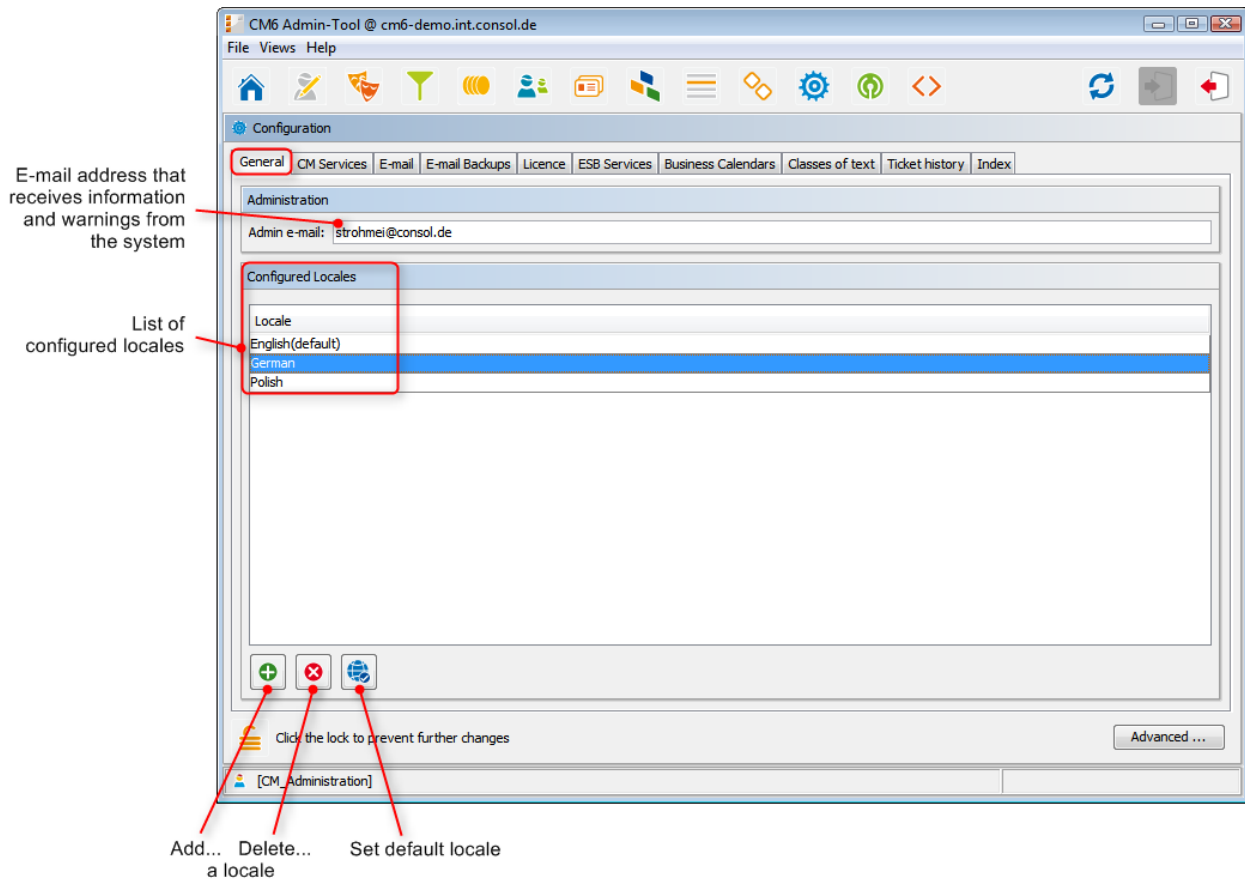 CM6 Admin-Tool @ cm6-demo.int.consol.de
File Views Help
Configuration
General CM Services E-mail E-mail Backups Licence ESB Services Business Calendars Classes of text Ticket history Index
E-mail address that
receives information
and warnings from
the system
Administration
Admin e-mail: strohmei@consol.de
Configured Locales
List of
configured locales
Locale
English(default)
German
Polish
Click the lock to prevent further changes
Advanced ...
[CM_Administration]
Add... Delete... Set default locale
a locale